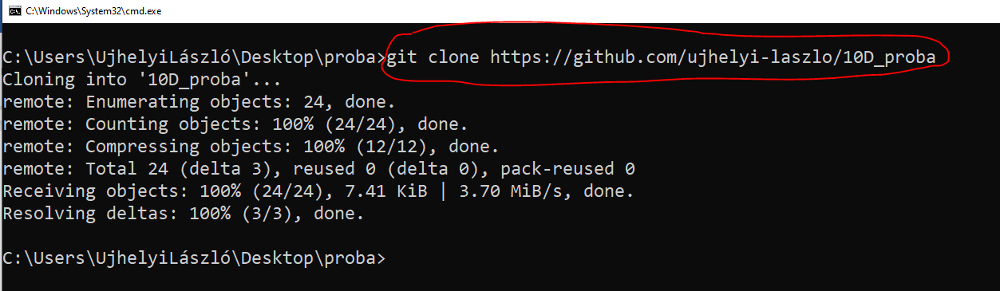 C:\Windows\System32\cmd.exe
C:\Users\UjhelyiLászló\Desktop\proba>git clone https://github.com/ujhelyi-laszlo/10D_proba
Cloning into '10D_proba'...
remote: Enumerating objects: 24, done.
remote: Counting objects: 100% (24/24), done.
remote: Compressing objects: 100% (12/12), done.
remote: Total 24 (delta 3), reused 0 (delta 0), pack-reused 0
Receiving objects: 100% (24/24), 7.41 KiB | 3.70 MiB/s, done.
Resolving deltas: 100% (3/3), done.
C:\Users\UjhelyiLászló\Desktop\proba>